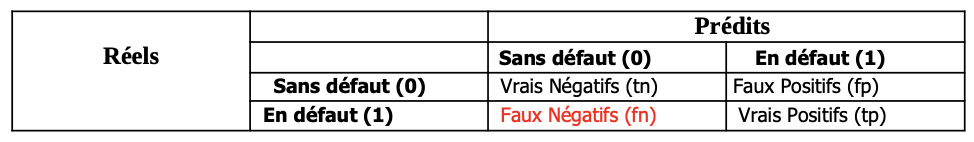 Prédits
Réels
Sans défaut (0) En défaut (1)
Sans défaut (0) Vrais Négatifs (tn) Faux Positifs (fp)
En défaut (1) Faux Négatifs (fn) Vrais Positifs (tp)